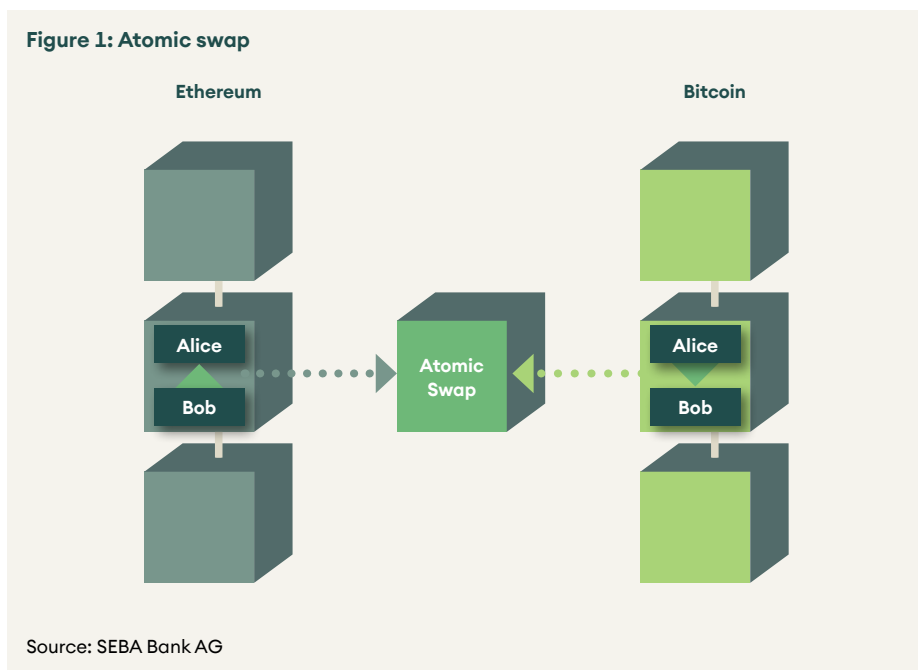 Figure 1: Atomic swap
Ethereum
Bitcoin
Alice
Bob
Atomic
Swap
Alice
Bob
Source: SEBA Bank AG